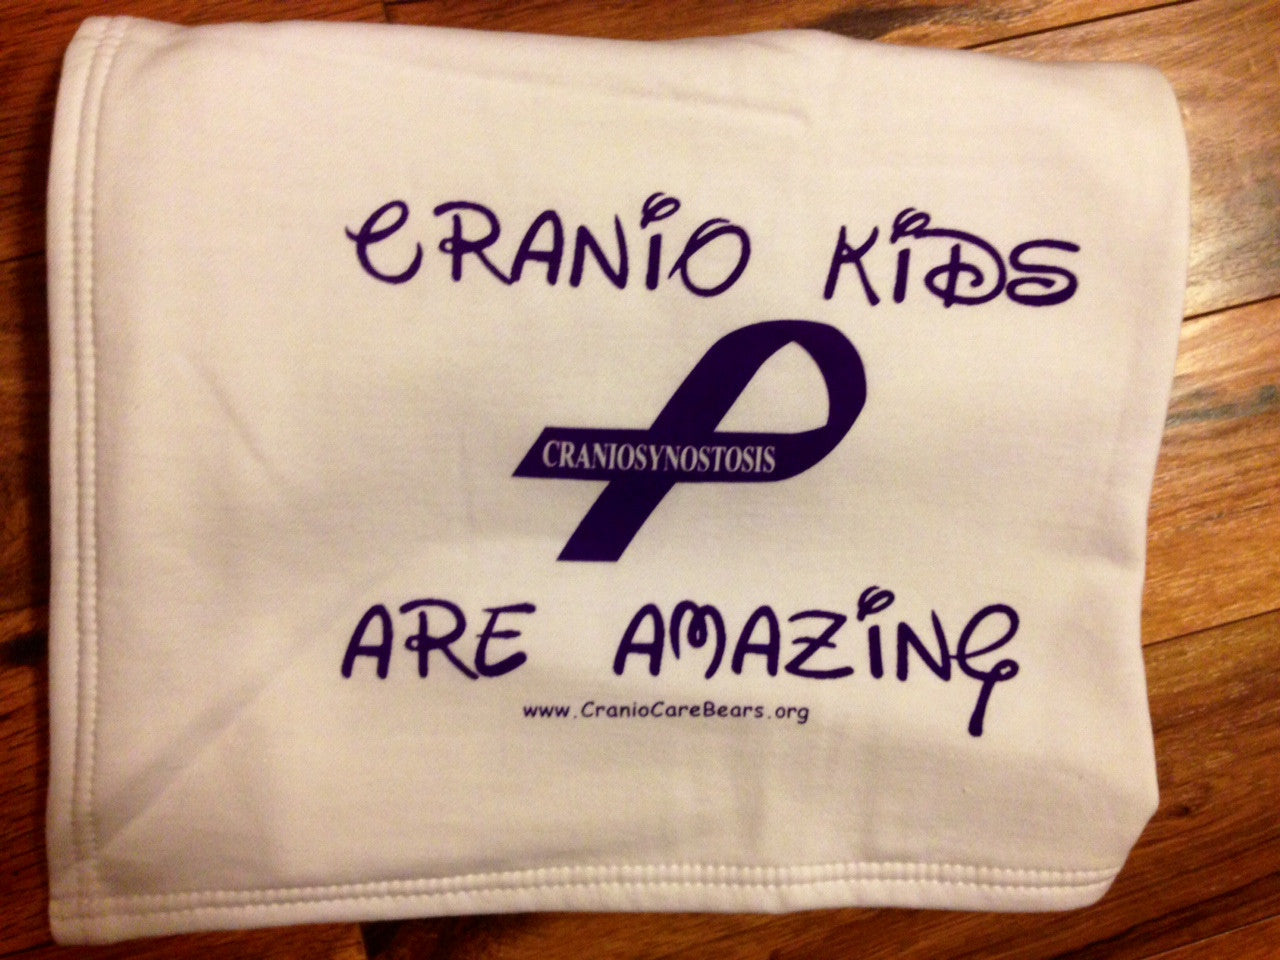 CRANiO KiDS
CRANIOSYNOSTOSIS
ARE AMAZiNG
www.CranioCareBears.org